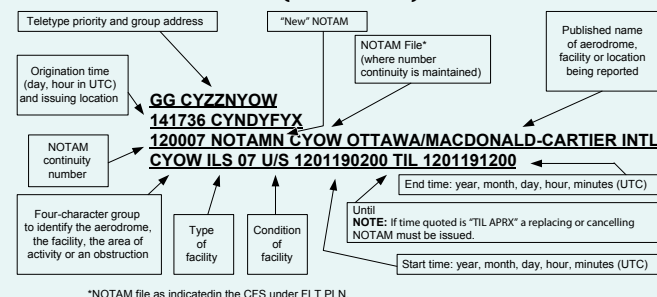 Teletype priority and group address
"New" NOTAM
Published name
of aerodrome,
facility or location
being reported
NOTAM File*
(where number
continuity is maintained)
Origination time
(day, hour in UTC)
and issuing location
GG CYZZNYOW
141736 CYNDYFYX
120007 NOTAMN CYOW OTTAWA/MACDONALD-CARTIER INTL
CYOW ILS 07 U/S 1201190200 TIL 1201191200
NOTAM
continuity
number
End time: year, month, day, hour, minutes (UTC)
Four-character group
to identify the aerodrome,
the facility, the area of
activity or an obstruction
Type
of
facility
Condition
of
facility
Until
NOTE: If time quoted is "TIL APRX" a replacing or cancelling
NOTAM must be issued.
Start time: year, month, day, hour, minutes (UTC)
*NOTAM file as indicatedin the CFS under FLT PLN